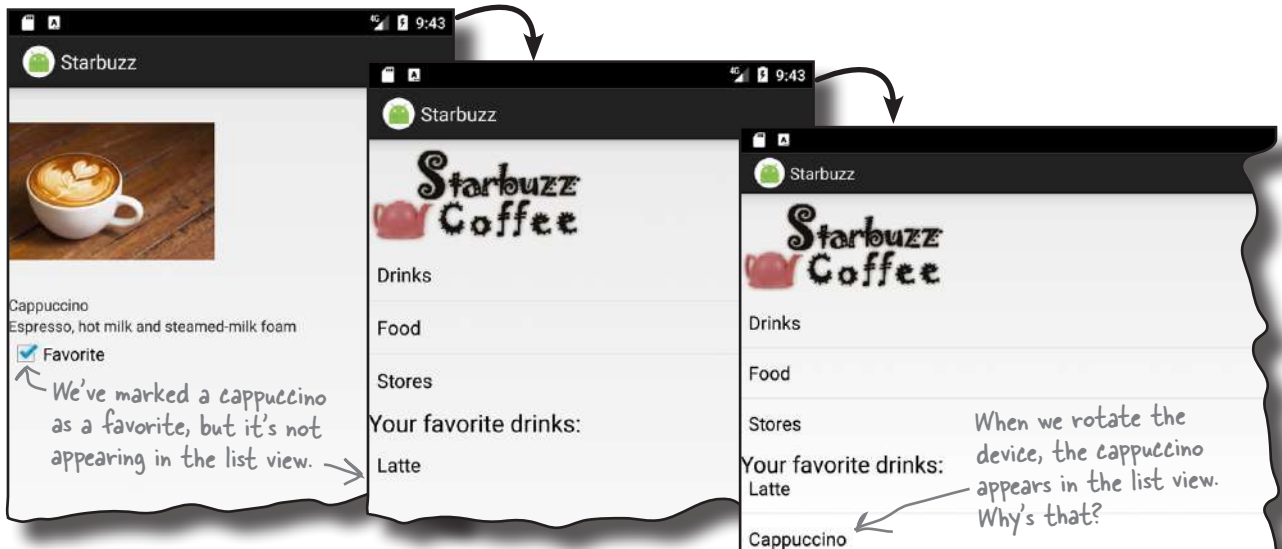 4G 9:43
Starbuzz
Cappuccino
Espresso, hot milk and steamed-milk foam
Favorite
We've marked a cappuccino
as a favorite, but it's not
appearing in the list view.
4G 9:43
Starbuzz
Starbuzz
Coffee
Drinks
Food
Stores
Your favorite drinks:
Latte
Starbuzz
Starbuzz
Coffee
Drinks
Food
Stores
Your favorite drinks:
Latte
Cappuccino
When we rotate the
device, the cappuccino
appears in the list view.
Why's that?